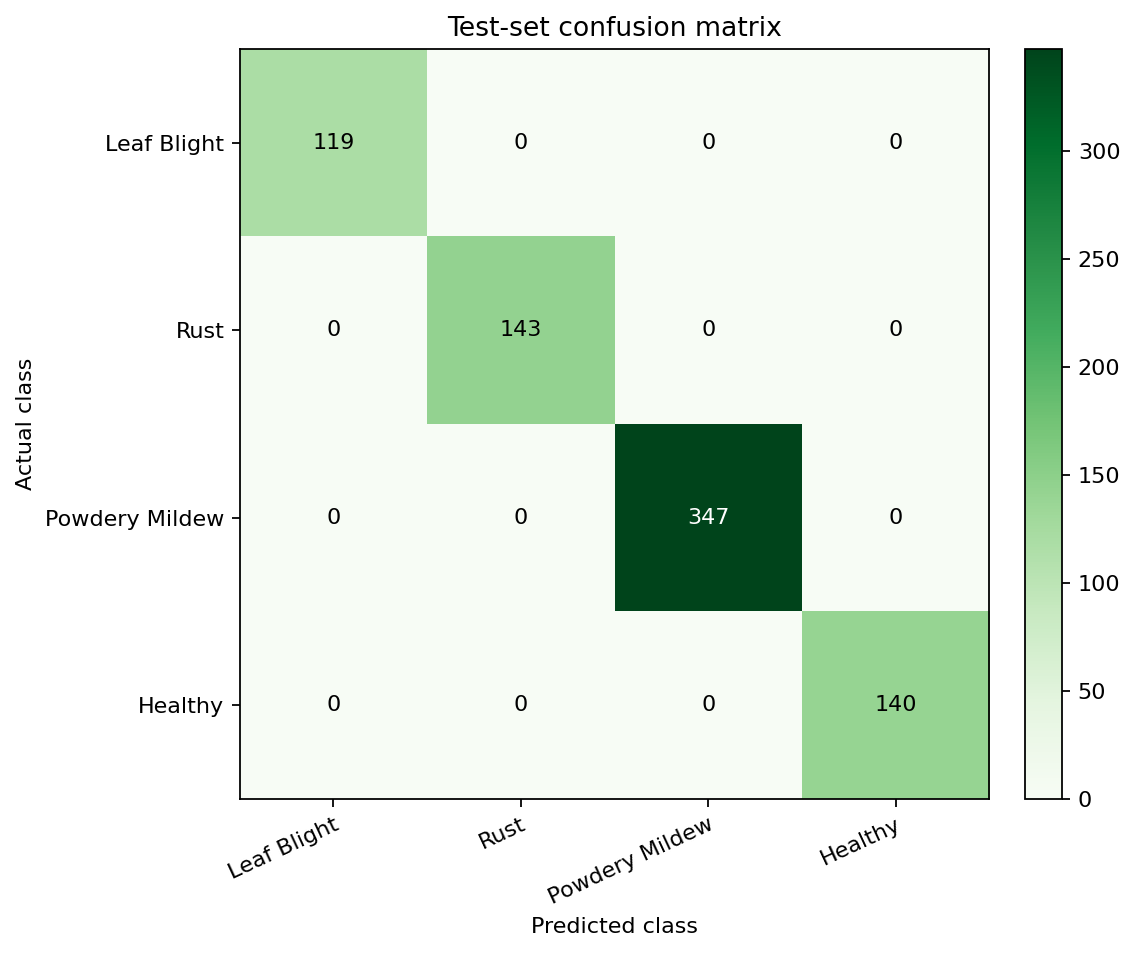 Test-set confusion matrix
Actual class
Leaf Blight 119 0 0 0
Rust 0 143 0 0
Powdery Mildew 0 0 347 0
Healthy 0 0 0 140
Leaf Blight Rust Powdery Mildew Healthy
Predicted class
300
250
200
150
100
50
0